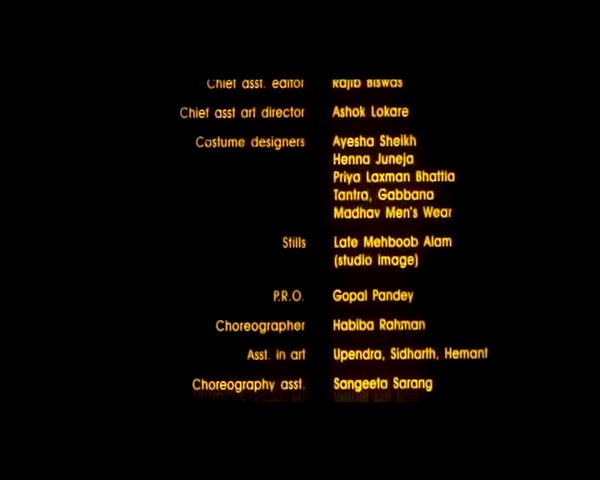 Chief asst. editor Rajib Biswas
Chief asst art director Ashok Lokare
Costume designers Ayesha Sheikh
Henna Juneja
Priya Laxman Bhattia
Tantra, Gabbana
Madhav Men's Wear
Stills Late Mehboob Alam
(studio image)
P.R.O. Gopal Pandey
Choreographer Habiba Rahman
Asst. in art Upendra, Sidharth, Hemant
Choreography asst. Sangeeta Sarang